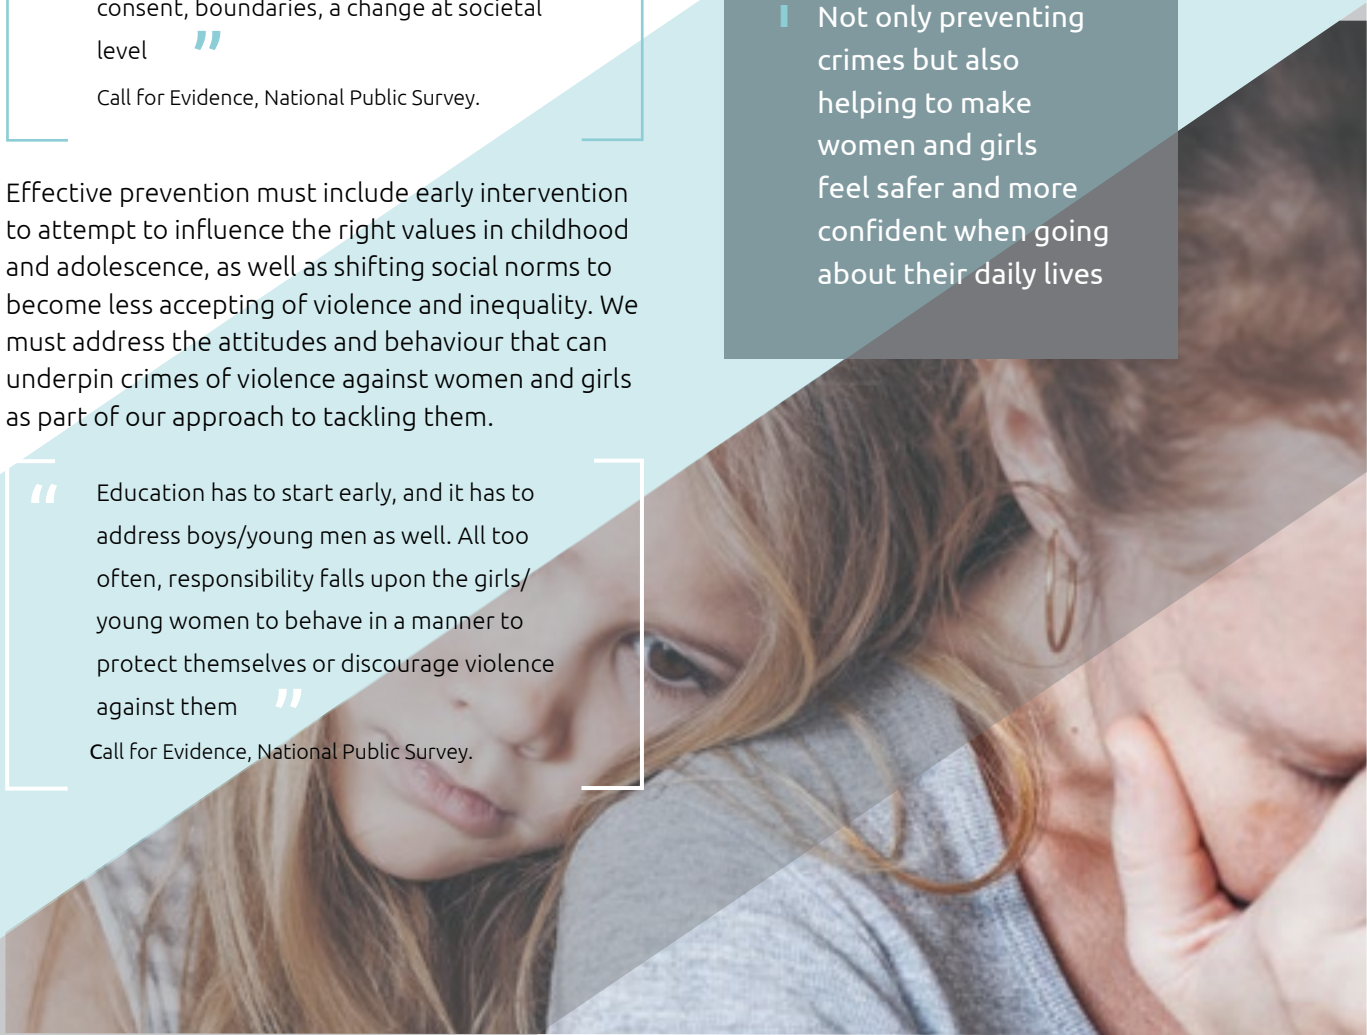 consent, boundaries, a change at societal
level ”
Call for Evidence, National Public Survey.
Effective prevention must include early intervention
to attempt to influence the right values in childhood
and adolescence, as well as shifting social norms to
become less accepting of violence and inequality. We
must address the attitudes and behaviour that can
underpin crimes of violence against women and girls
as part of our approach to tackling them.
“ Education has to start early, and it has to
address boys/young men as well. All too
often, responsibility falls upon the girls/
young women to behave in a manner to
protect themselves or discourage violence
against them ”
Call for Evidence, National Public Survey.
Not only preventing
crimes but also
helping to make
women and girls
feel safer and more
confident when going
about their daily lives